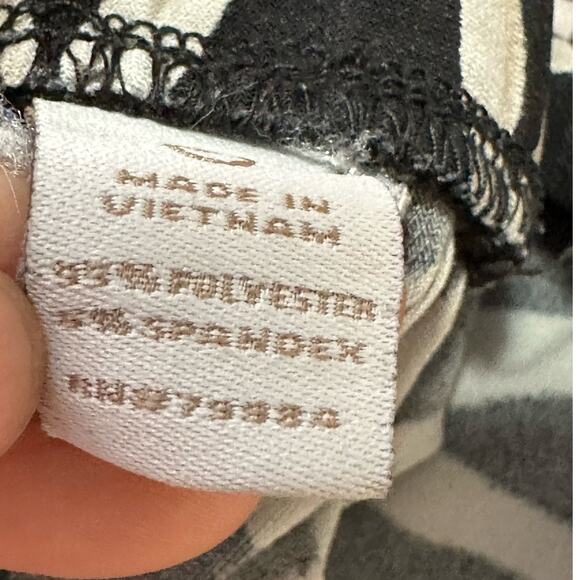 MADE IN
VIETNAM
95% POLYESTER
5% SPANDEX